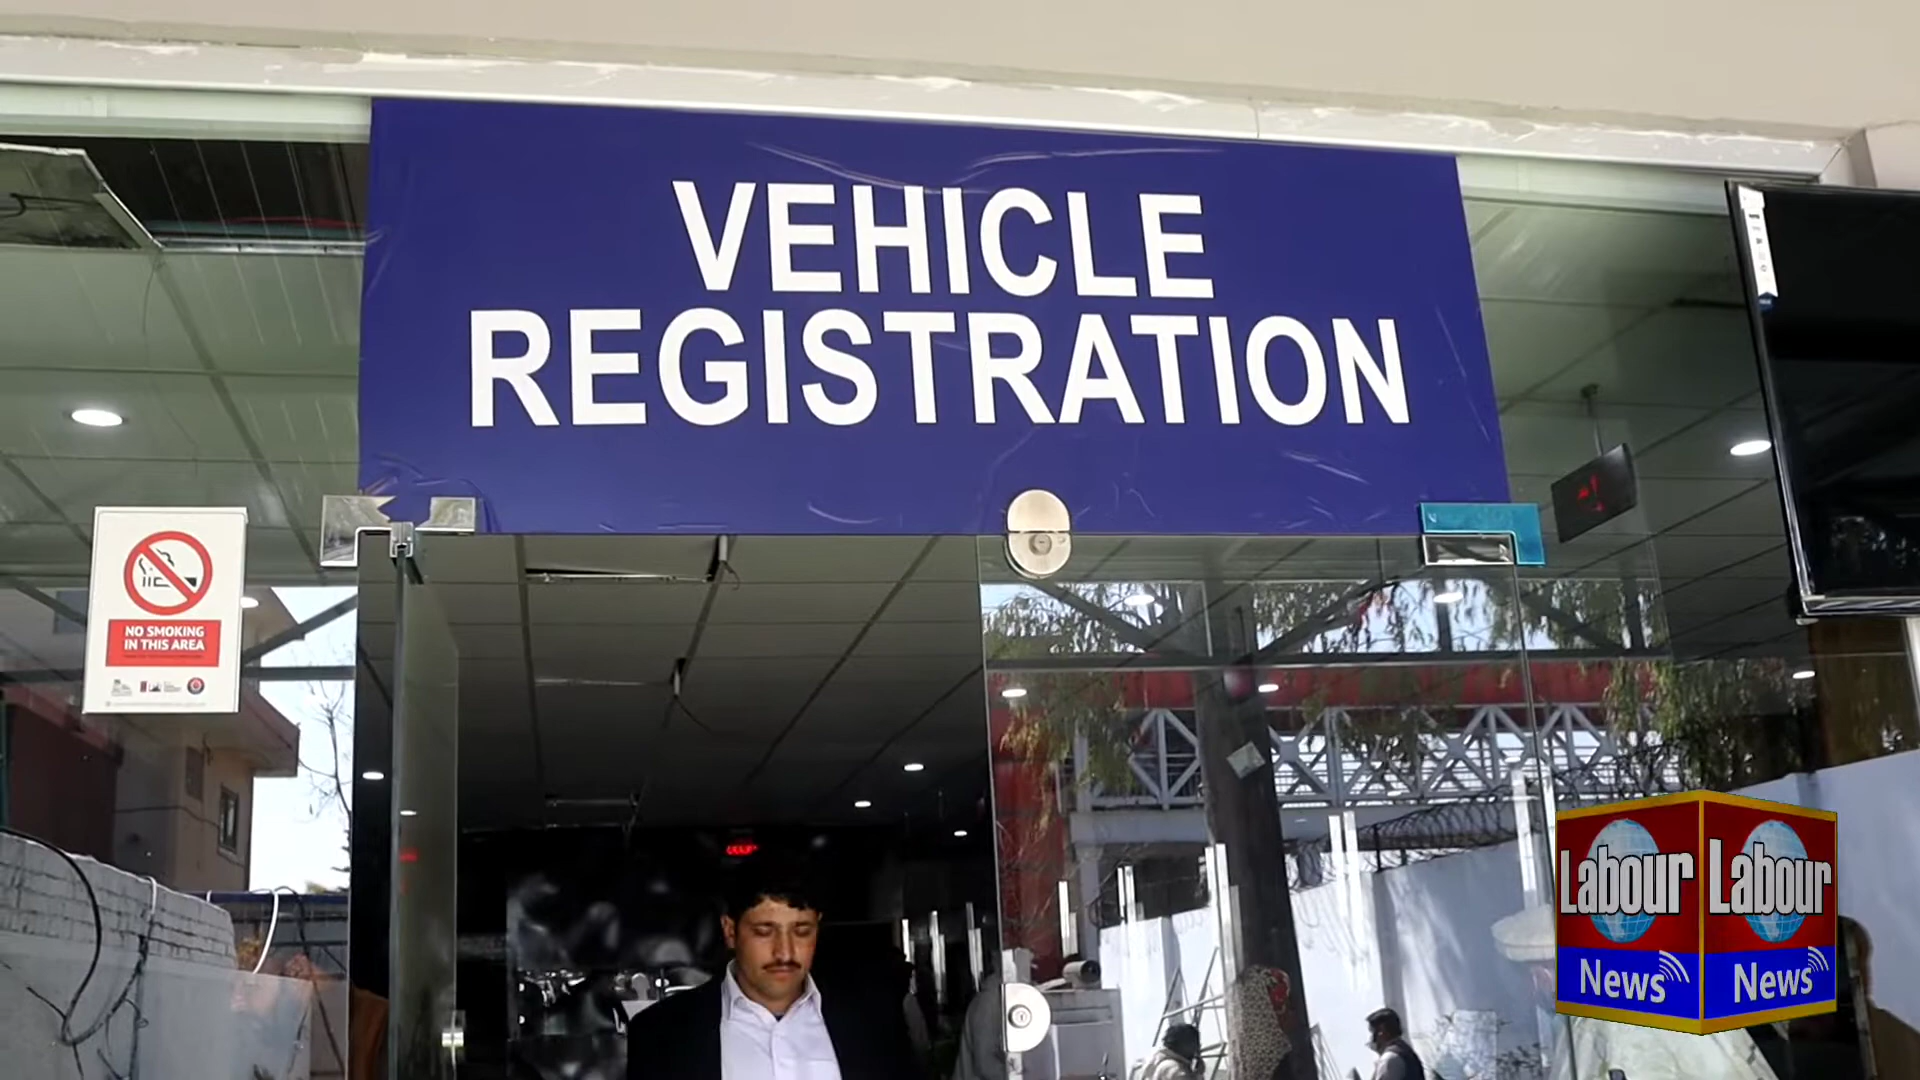 VEHICLE
REGISTRATION
NO SMOKING
IN THIS AREA
Labour Labour
News News